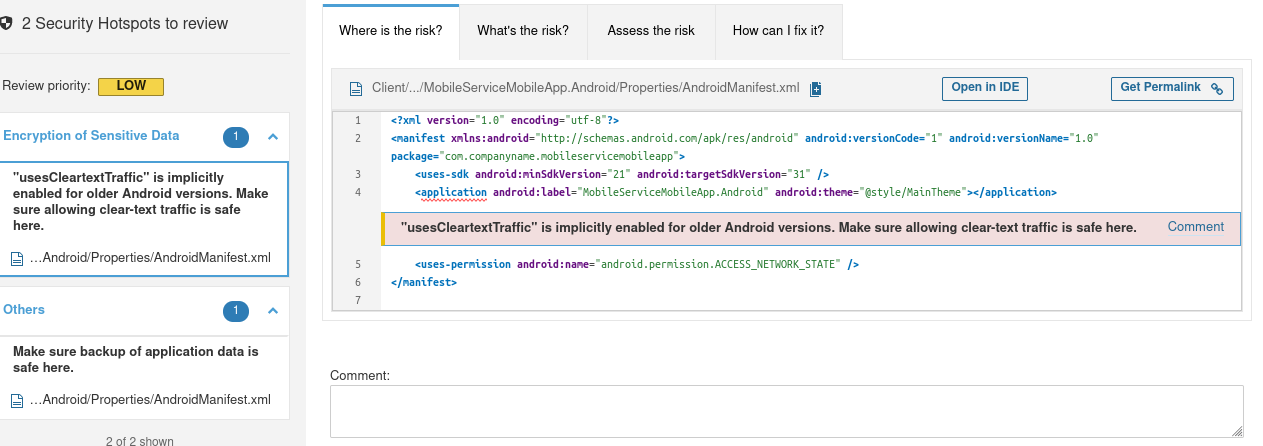 2 Security Hotspots to review
Review priority: LOW
Encryption of Sensitive Data 1
"usesCleartextTraffic" is implicitly
enabled for older Android versions. Make
sure allowing clear-text traffic is safe
here.
…Android/Properties/AndroidManifest.xml
Others 1
Make sure backup of application data is
safe here.
…Android/Properties/AndroidManifest.xml
2 of 2 shown
Where is the risk? What's the risk? Assess the risk How can I fix it?
Client/.../MobileServiceMobileApp.Android/Properties/AndroidManifest.xml Open in IDE Get Permalink
1 <?xml version="1.0" encoding="utf-8"?>
2 <manifest xmlns:android="http://schemas.android.com/apk/res/android" android:versionCode="1" android:versionName="1.0"
package="com.companyname.mobileservicemobileapp">
3 <uses-sdk android:minSdkVersion="21" android:targetSdkVersion="31" />
4 <application android:label="MobileServiceMobileApp.Android" android:theme="@style/MainTheme"></application>
"usesCleartextTraffic" is implicitly enabled for older Android versions. Make sure allowing clear-text traffic is safe here. Comment
5 <uses-permission android:name="android.permission.ACCESS_NETWORK_STATE" />
6 </manifest>
7
Comment: